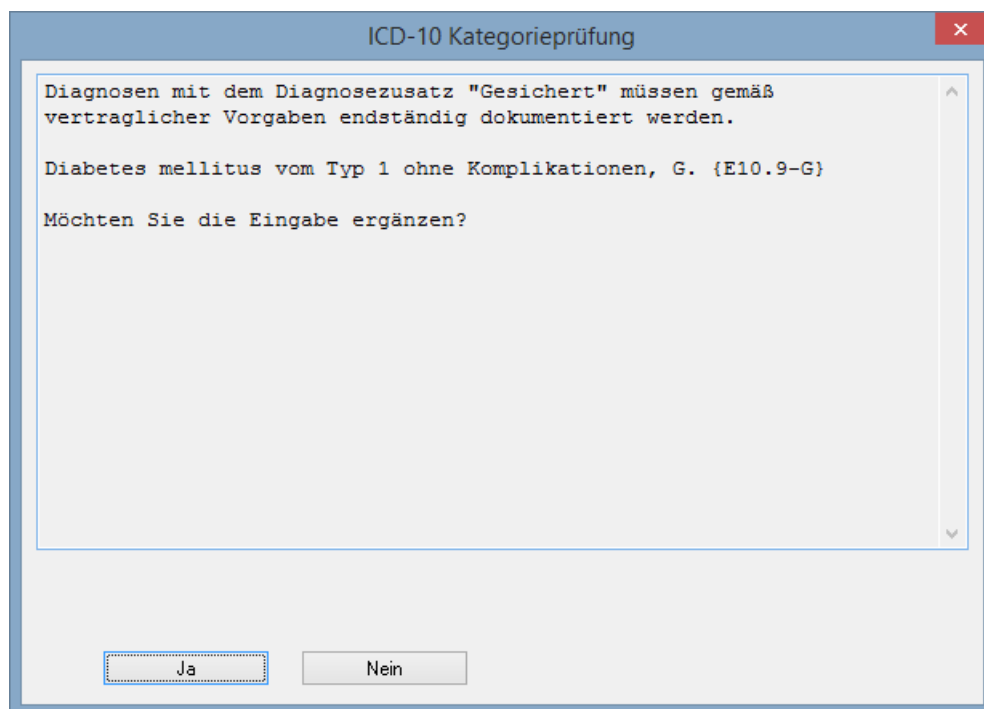 ICD-10 Kategorieprüfung
Diagnosen mit dem Diagnosezusatz "Gesichert" müssen gemäß
vertraglicher Vorgaben endständig dokumentiert werden.
Diabetes mellitus vom Typ 1 ohne Komplikationen, G. {E10.9-G}
Möchten Sie die Eingabe ergänzen?
Ja
Nein